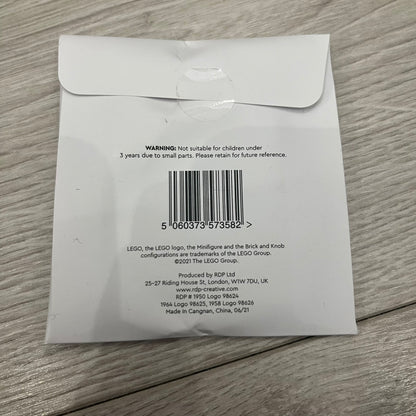 WARNING: Not suitable for children under
3 years due to small parts. Please retain for future reference.
5 060373 573582 >
LEGO, the LEGO logo, the Minifigure and the Brick and Knob
configurations are trademarks of the LEGO Group.
©2021 The LEGO Group.
Produced by RDP Ltd
25-27 Riding House St, London, W1W 7DU, UK
www.rdp-creative.com
RDP # 1950 Logo 98624
1964 Logo 98625, 1958 Logo 98626
Made in Cangnan, China, 06/21